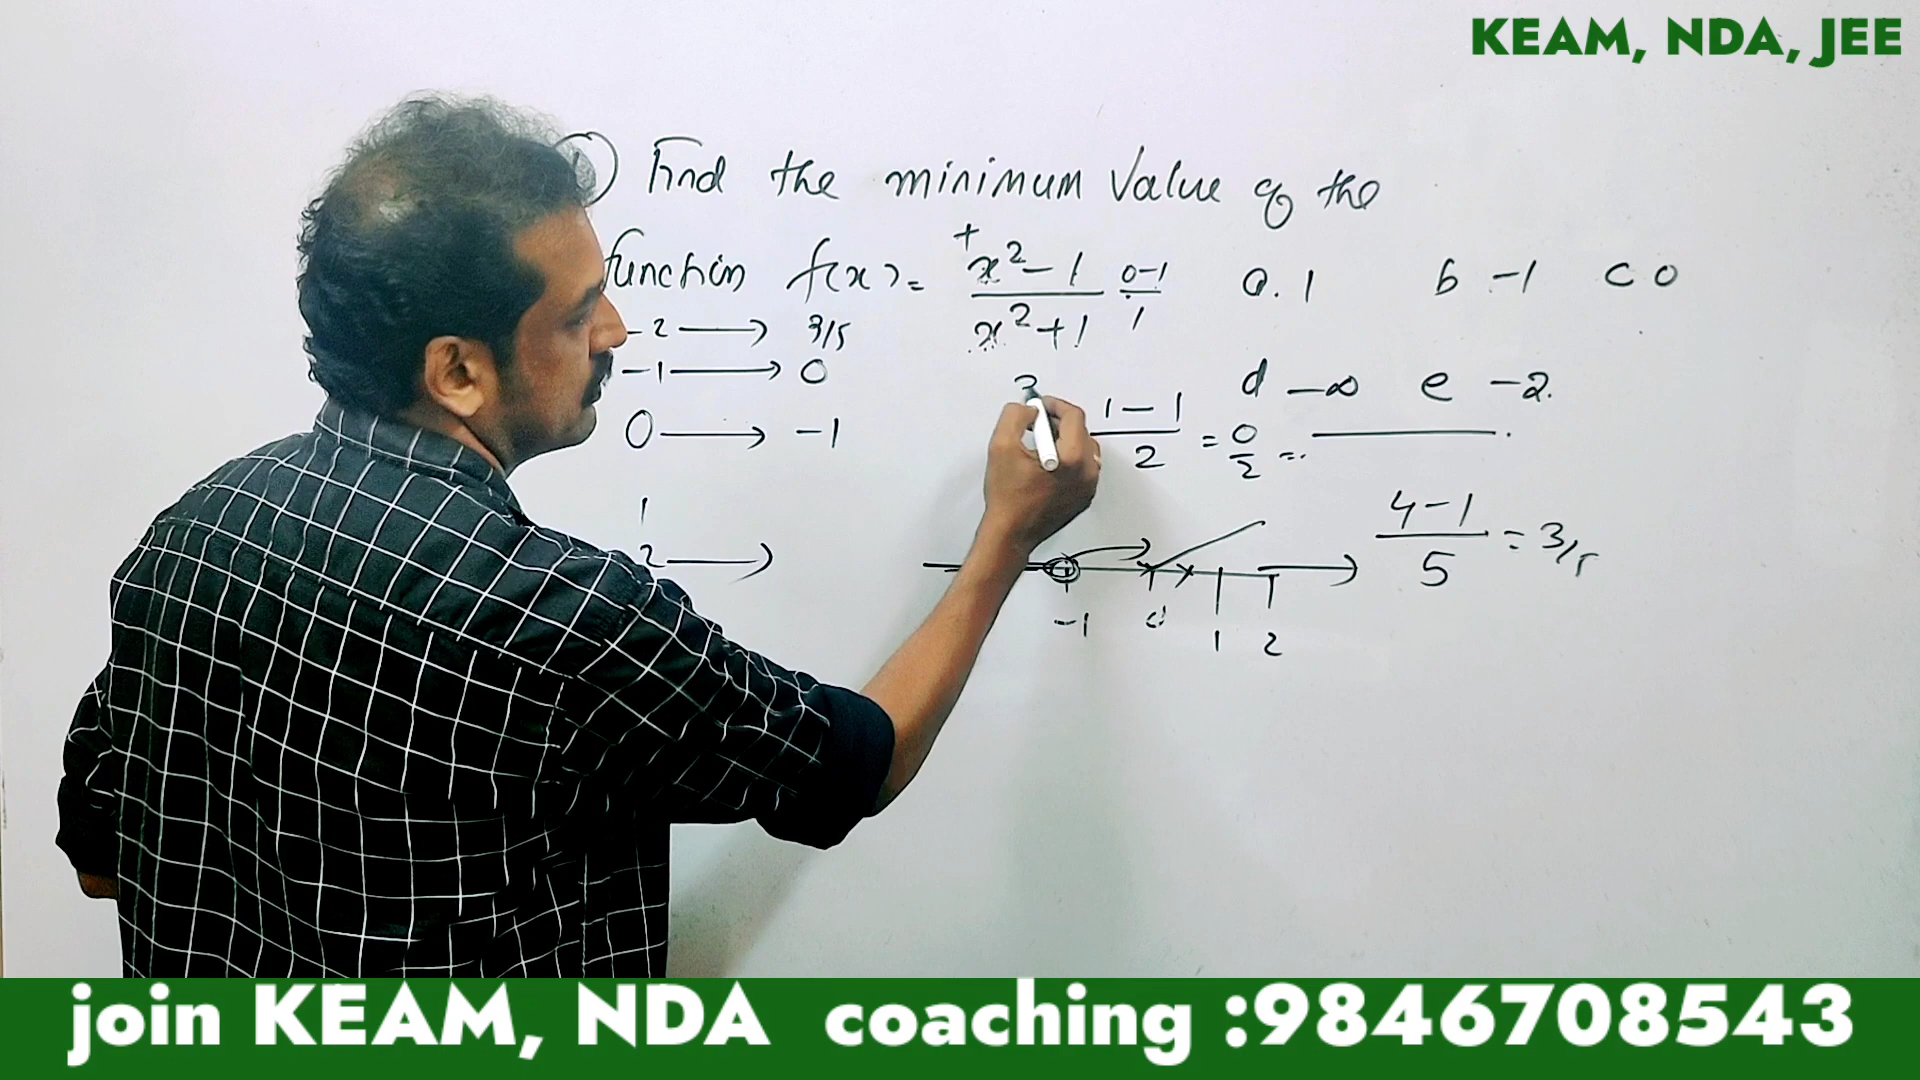 KEAM, NDA, JEE
Find the minimum Value of the
function f(x) = x² - 1 / x² + 1
+
0-1 / 1
a. 1 b -1 c 0
d -∞ e -2.
-2 → 3/5
-1 → 0
0 → -1
1
2 →
1 - 1 / 2 = 0/2 =
4 - 1 / 5 = 3/5
-1 0 1 2
join KEAM, NDA coaching :9846708543